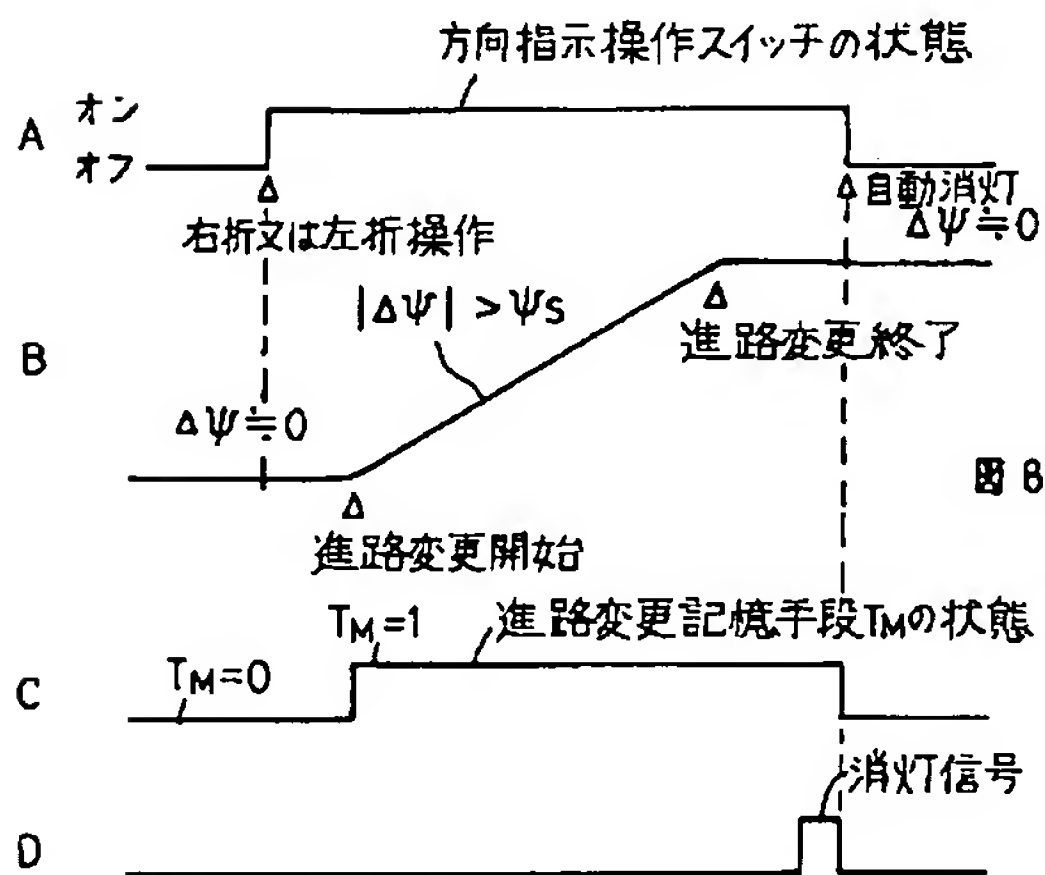 方向指示操作スイッチの状態
A
オン
オフ
自動消灯
Δψ≒0
右折又は左折操作
|Δψ| > ψS
進路変更終了
B
Δψ≒0
図8
進路変更開始
TM=1
進路変更記憶手段TMの状態
TM=0
C
消灯信号
D